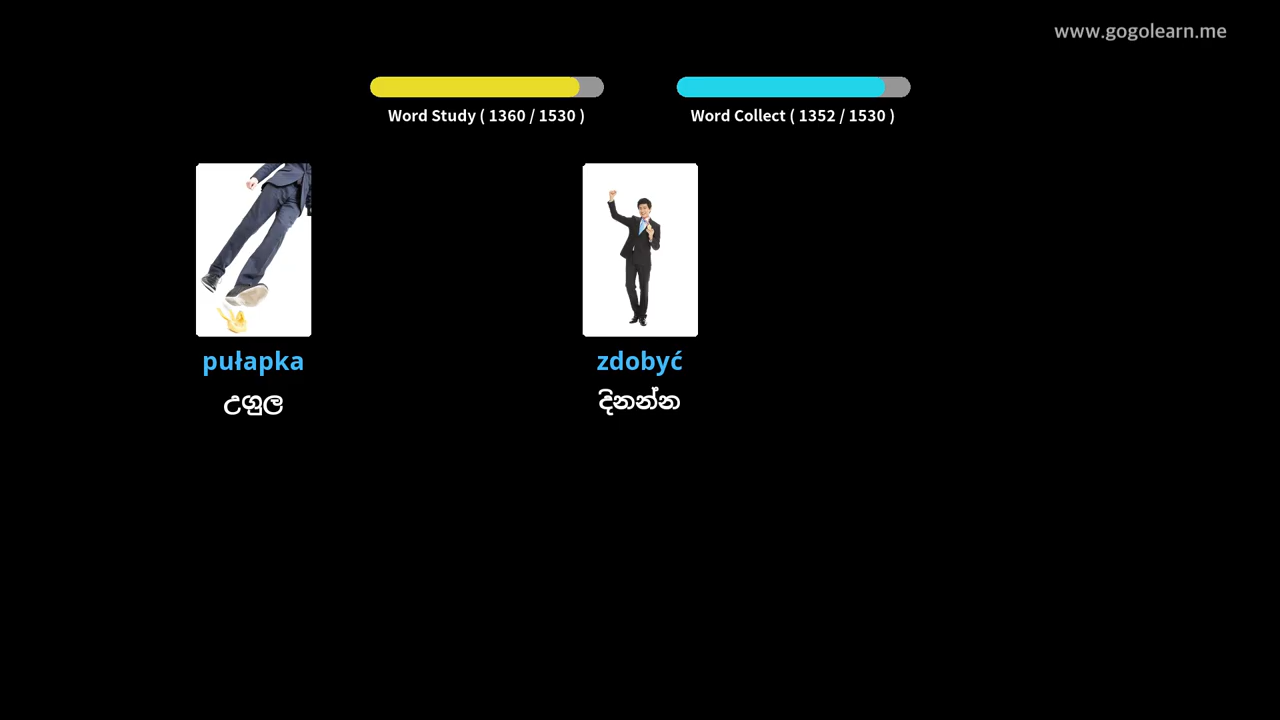 www.gogolearn.me
Word Study ( 1360 / 1530 )
Word Collect ( 1352 / 1530 )
pułapka
උගුල
zdobyć
දිනන්න